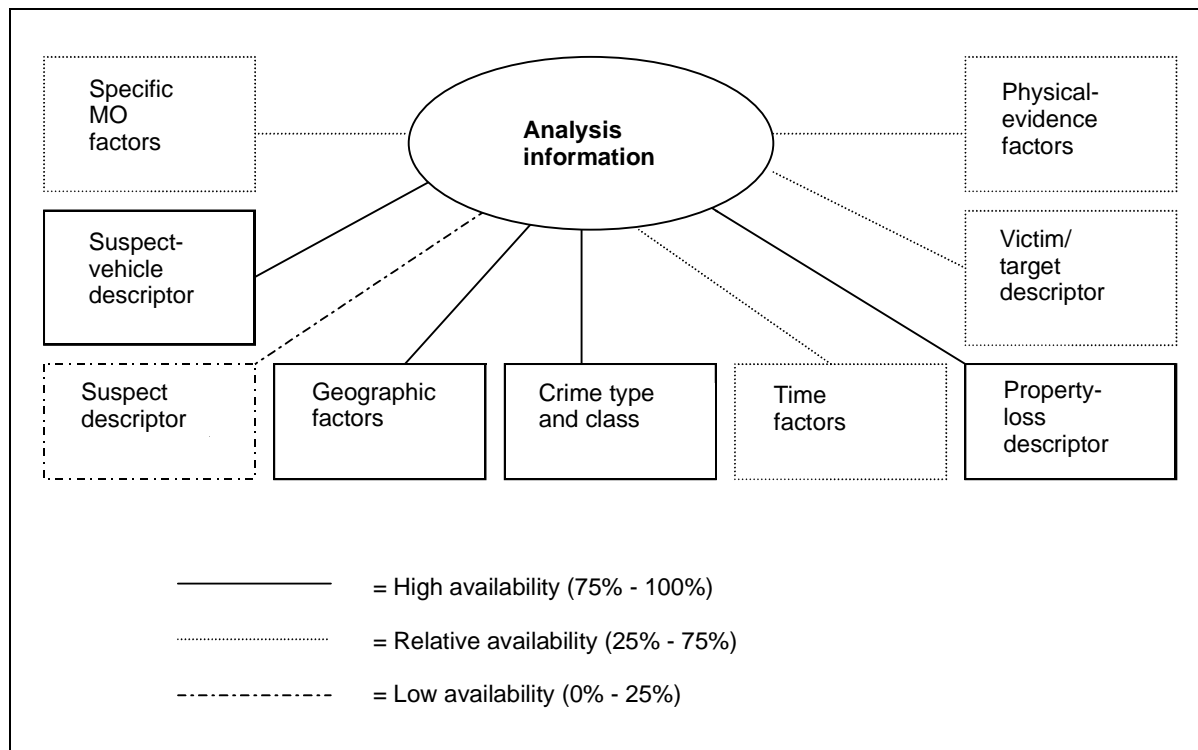 Specific
MO
factors
Analysis
information
Physical-
evidence
factors
Suspect-
vehicle
descriptor
Victim/
target
descriptor
Suspect
descriptor
Geographic
factors
Crime type
and class
Time
factors
Property-
loss
descriptor
= High availability (75% - 100%)
= Relative availability (25% - 75%)
= Low availability (0% - 25%)